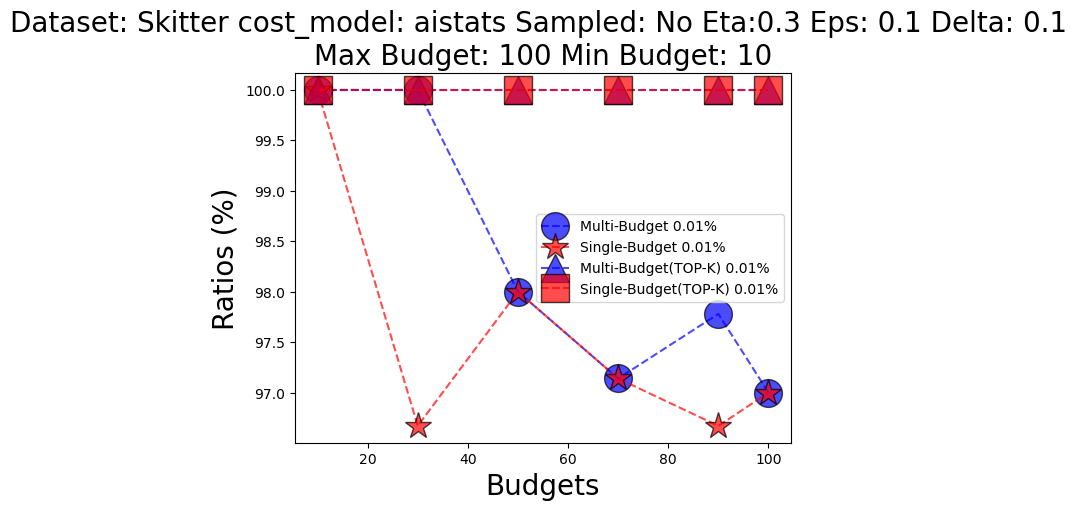 Dataset: Skitter cost_model: aistats Sampled: No Eta:0.3 Eps: 0.1 Delta: 0.1
Max Budget: 100 Min Budget: 10
100.0
99.5
99.0
98.5
98.0
97.5
97.0
Ratios (%)
Multi-Budget 0.01%
Single-Budget 0.01%
Multi-Budget(TOP-K) 0.01%
Single-Budget(TOP-K) 0.01%
20 40 60 80 100
Budgets